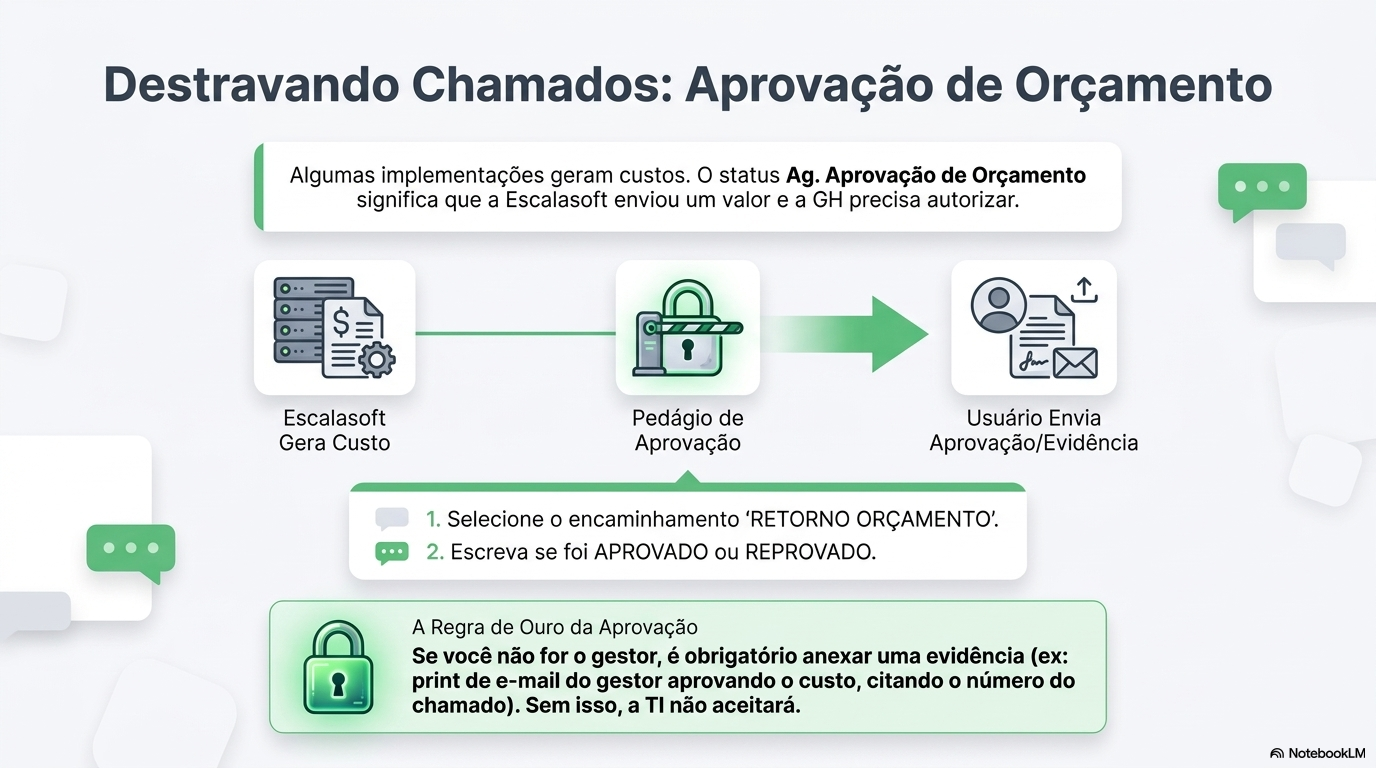 Destravando Chamados: Aprovação de Orçamento
Algumas implementações geram custos. O status Ag. Aprovação de Orçamento
significa que a Escalasoft enviou um valor e a GH precisa autorizar.
$
Escalasoft
Gera Custo
Pedágio de
Aprovação
Usuário Envia
Aprovação/Evidência
1. Selecione o encaminhamento ‘RETORNO ORÇAMENTO’.
2. Escreva se foi APROVADO ou REPROVADO.
A Regra de Ouro da Aprovação
Se você não for o gestor, é obrigatório anexar uma evidência (ex:
print de e-mail do gestor aprovando o custo, citando o número do
chamado). Sem isso, a TI não aceitará.
NotebookLM